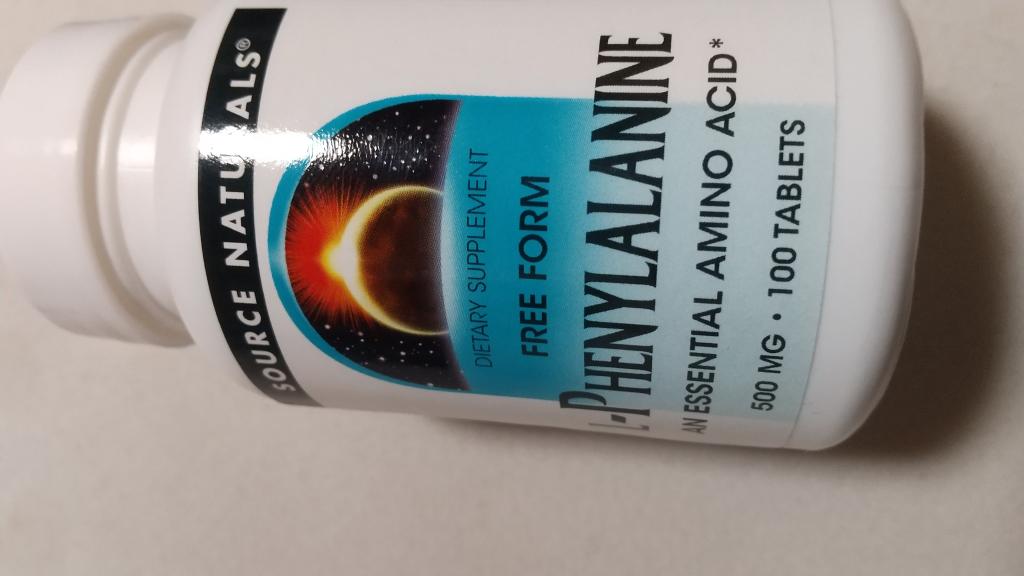 SOURCE NATURALS®
DIETARY SUPPLEMENT
FREE FORM
L-PHENYLALANINE
AN ESSENTIAL AMINO ACID*
500 MG • 100 TABLETS